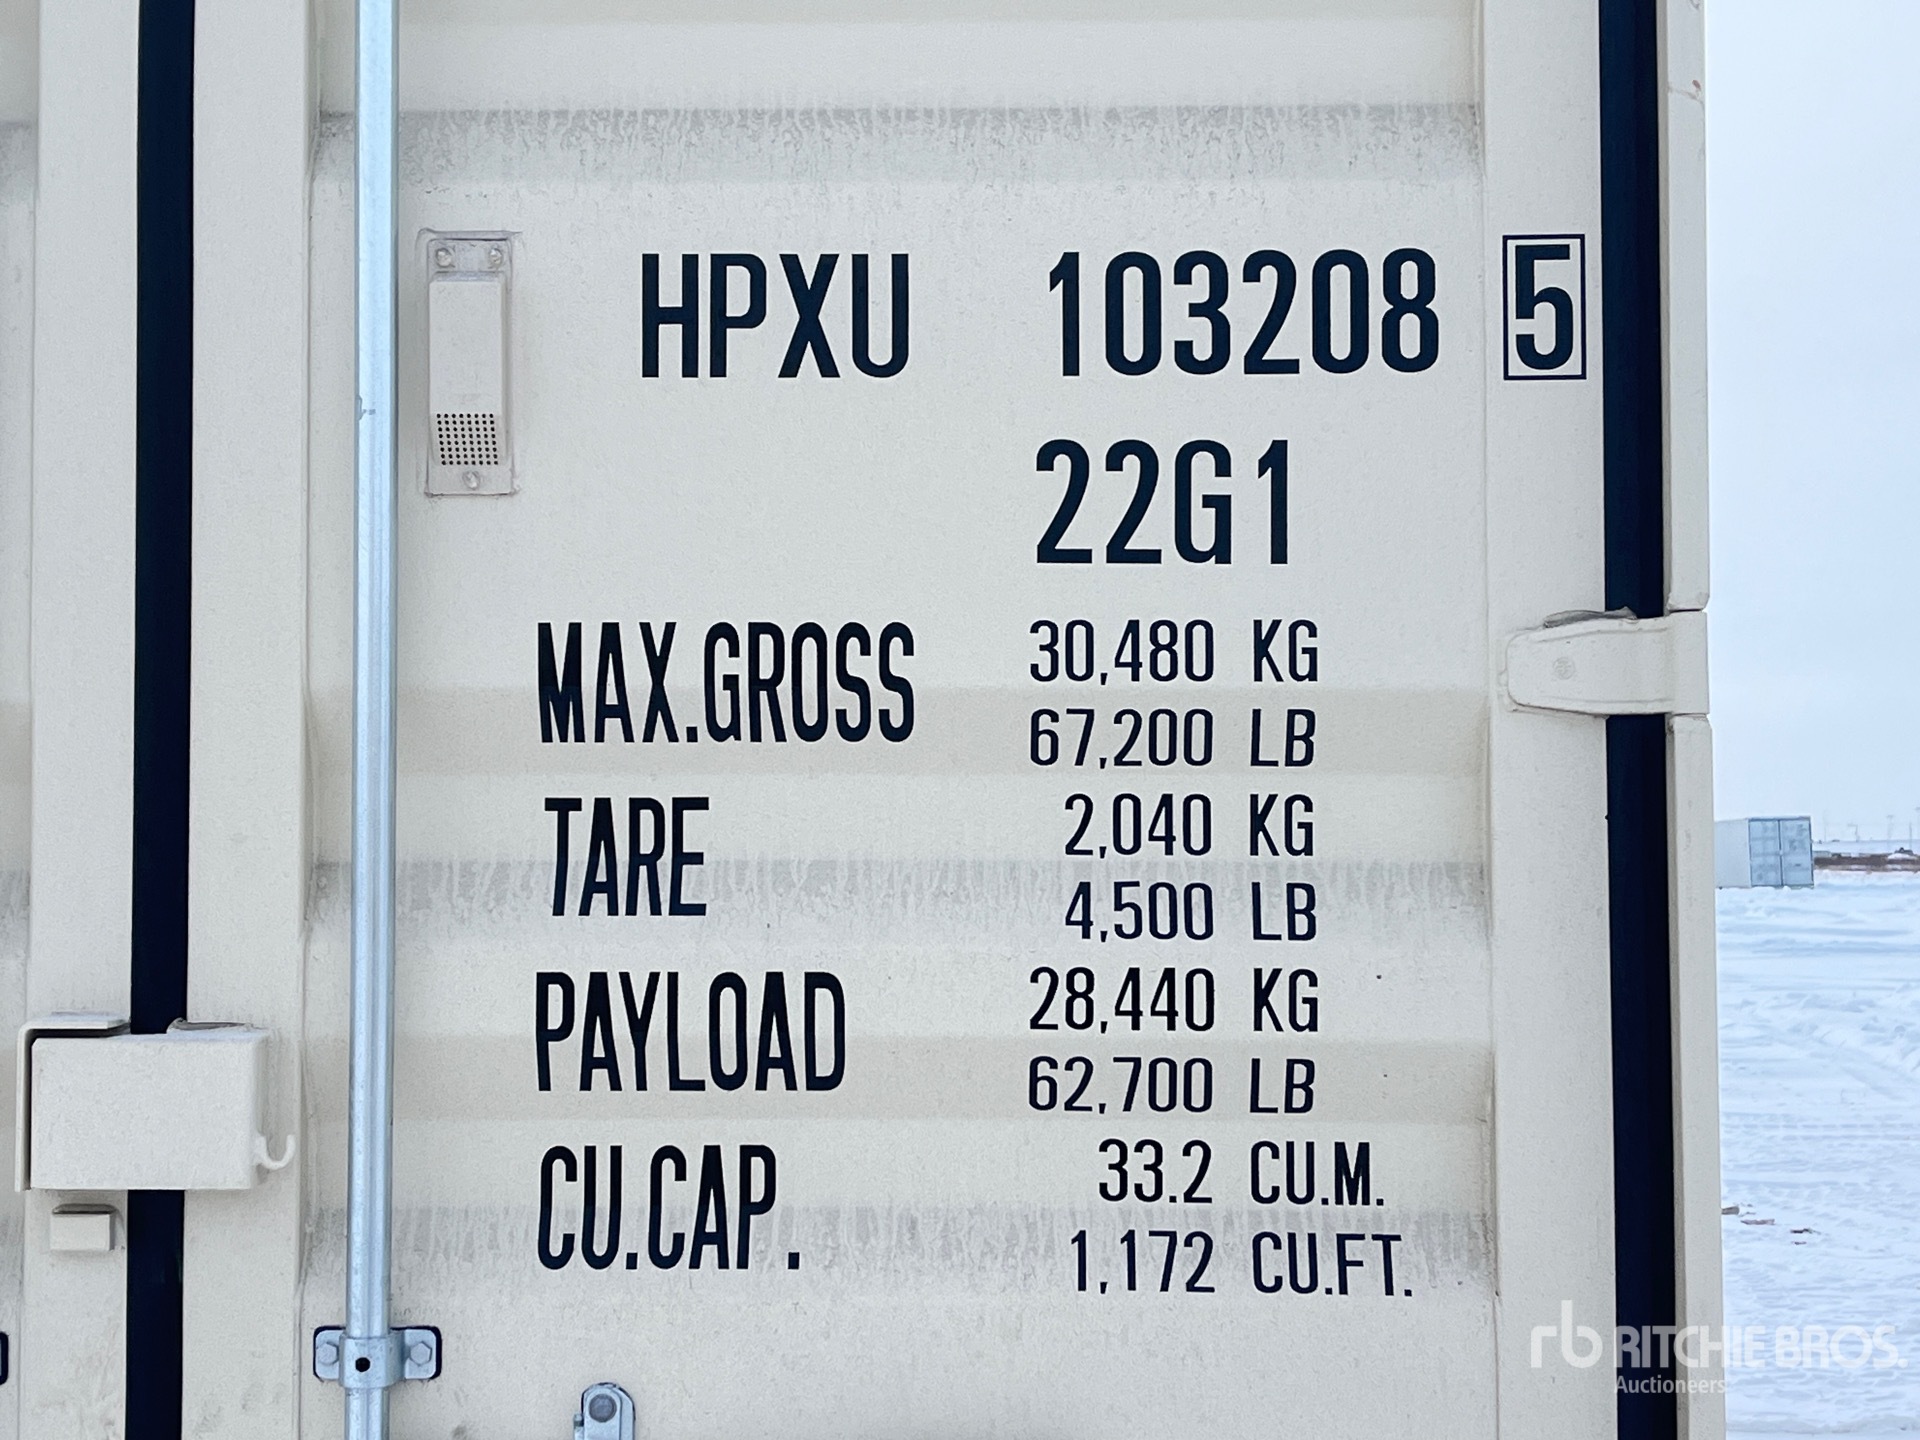 HPXU 103208 5
22G1
MAX.GROSS 30,480 KG
67,200 LB
TARE 2,040 KG
4,500 LB
PAYLOAD 28,440 KG
62,700 LB
CU.CAP. 33.2 CU.M.
1,172 CU.FT.
rb RITCHIE BROS.
Auctioneers